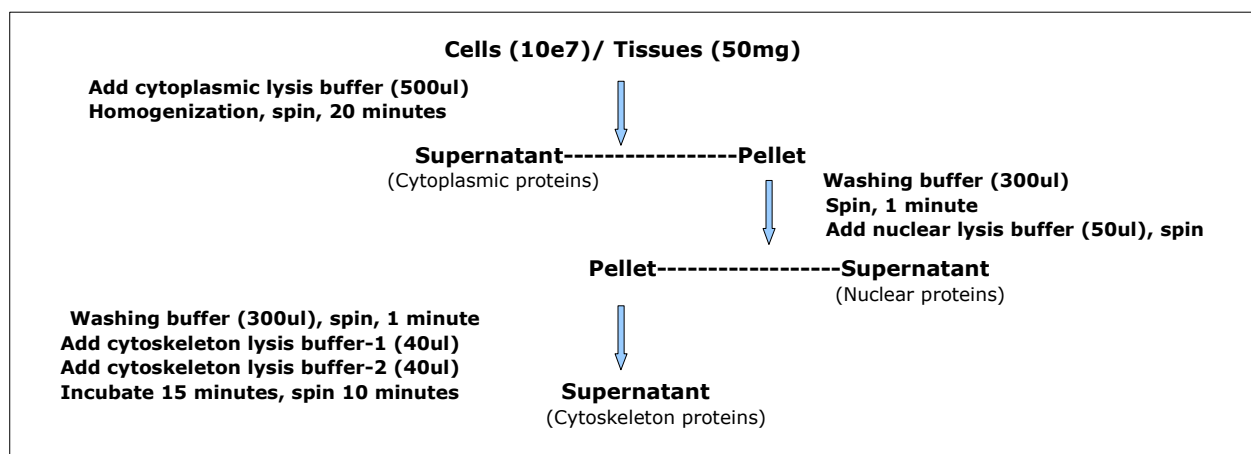 Cells (10e7)/ Tissues (50mg)
Add cytoplasmic lysis buffer (500ul)
Homogenization, spin, 20 minutes
Supernatant-----------------Pellet
(Cytoplasmic proteins)
Washing buffer (300ul)
Spin, 1 minute
Add nuclear lysis buffer (50ul), spin
Pellet------------------Supernatant
(Nuclear proteins)
Washing buffer (300ul), spin, 1 minute
Add cytoskeleton lysis buffer-1 (40ul)
Add cytoskeleton lysis buffer-2 (40ul)
Incubate 15 minutes, spin 10 minutes
Supernatant
(Cytoskeleton proteins)